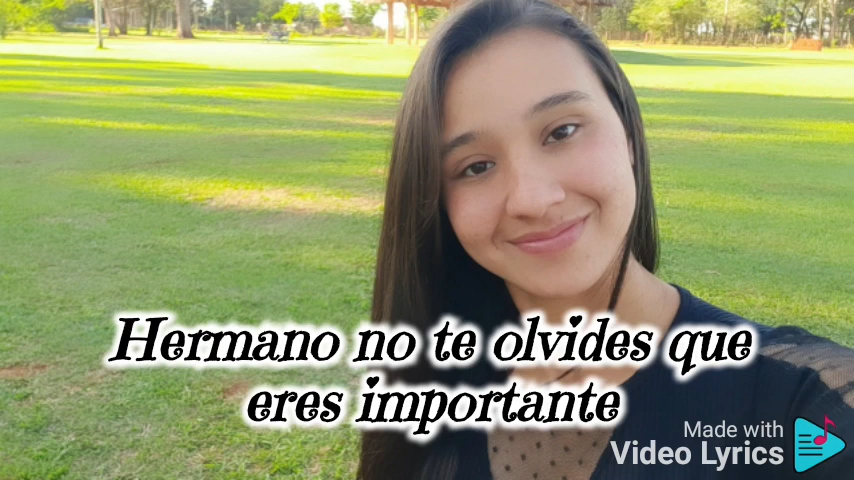 Hermano no te olvides que
eres importante
Made with
Video Lyrics